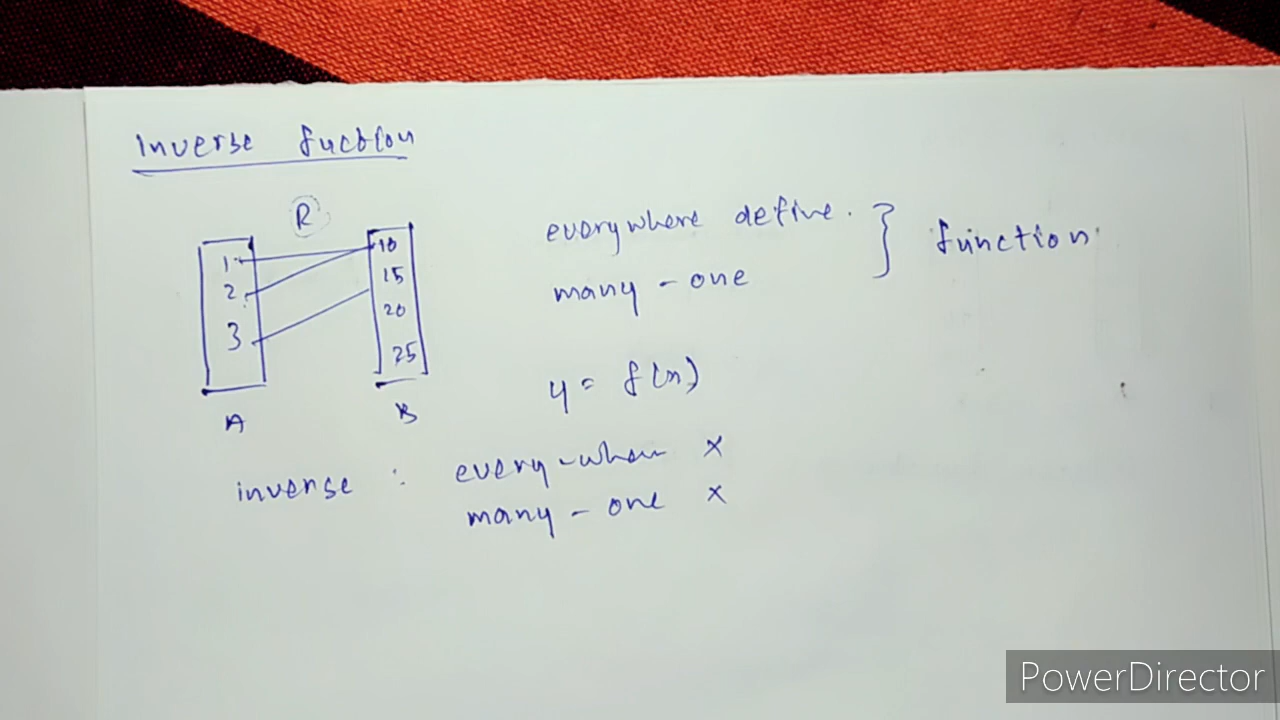 Inverse fuction
R
1
2
3
A
10
15
20
25
B
everywhere define.
many - one
} function
y = f(x)
inverse : every-when x
many - one x
PowerDirector